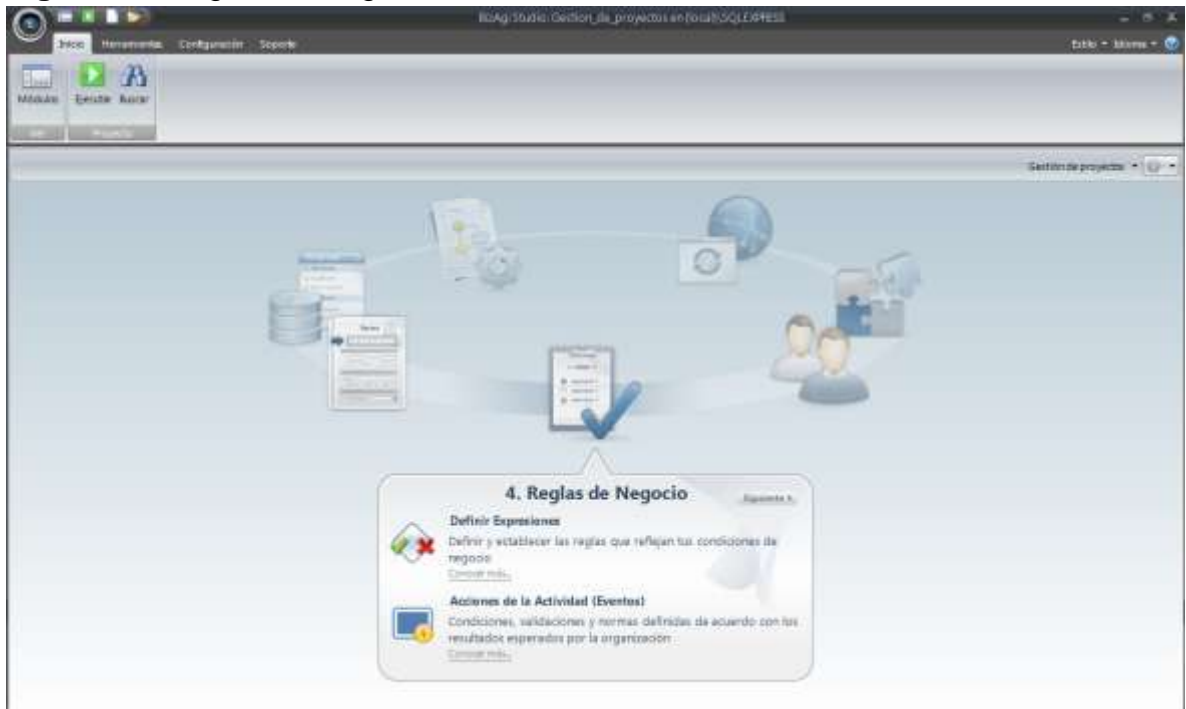 BizAgi Studio: Gestion_de_proyectos en (local)\SQLEXPRESS
Inicio Herramientas Configuración Soporte
Estilo Idioma
Módulos Ejecutar Buscar
Ver Proyecto
Gestión de proyectos
4. Reglas de Negocio
Siguiente
Definir Expresiones
Definir y establecer las reglas que reflejan tus condiciones de
negocio
Conocer más..
Acciones de la Actividad (Eventos)
Condiciones, validaciones y normas definidas de acuerdo con los
resultados esperados por la organización
Conocer más..